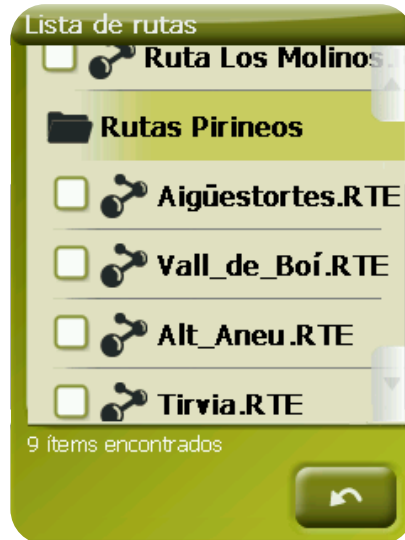 Lista de rutas
Ruta Los Molinos.
Rutas Pirineos
Aigüestortes.RTE
Vall_de_Boí.RTE
Alt_Aneu.RTE
Tirvia.RTE
9 ítems encontrados